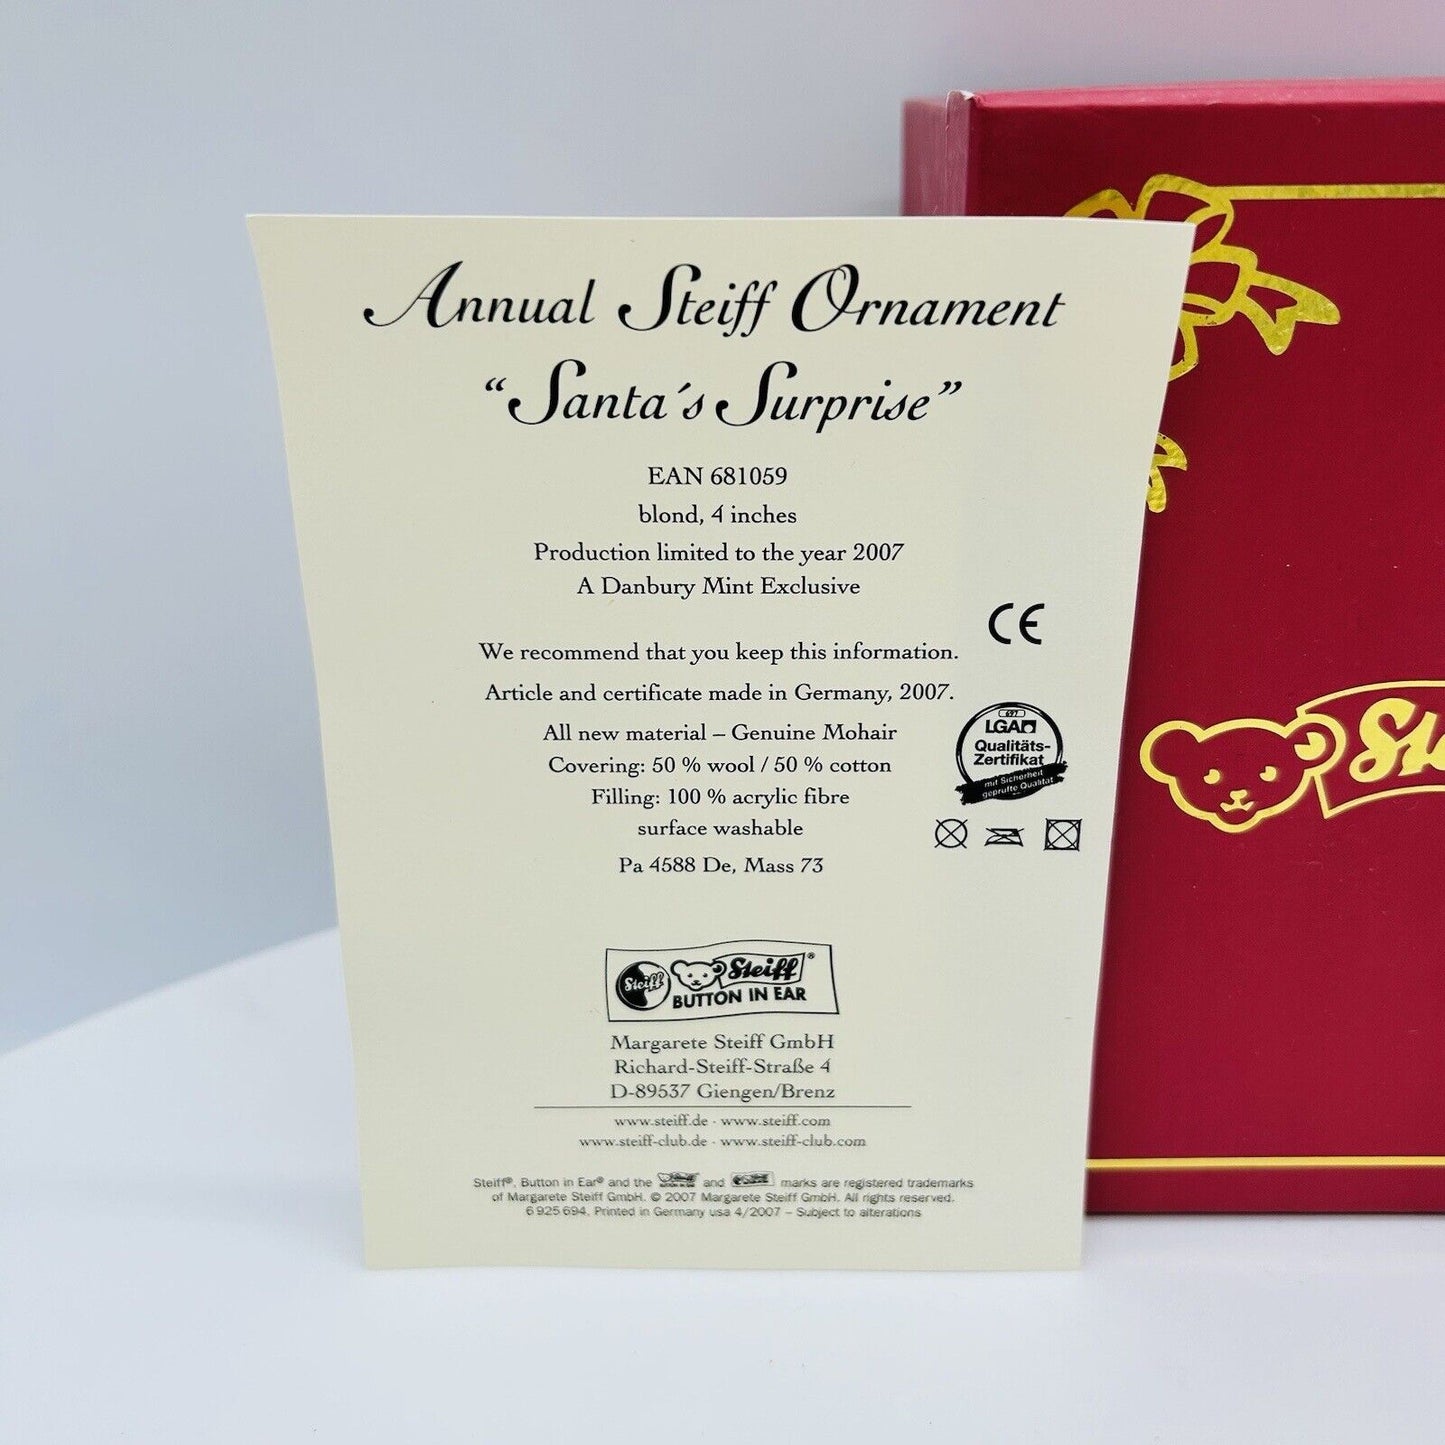 Annual Steiff Ornament
“Santa´s Surprise”
EAN 681059
blond, 4 inches
Production limited to the year 2007
A Danbury Mint Exclusive
CE
We recommend that you keep this information.
Article and certificate made in Germany, 2007.
All new material – Genuine Mohair
Covering: 50 % wool / 50 % cotton
Filling: 100 % acrylic fibre
surface washable
Pa 4588 De, Mass 73
LGA
Qualitäts-
Zertifikat
mit Sicherheit
geprüfte Qualität
Steiff
Steiff®
BUTTON IN EAR
Margarete Steiff GmbH
Richard-Steiff-Straße 4
D-89537 Giengen/Brenz
www.steiff.de · www.steiff.com
www.steiff-club.de · www.steiff-club.com
Steiff®, Button in Ear® and the and marks are registered trademarks
of Margarete Steiff GmbH. © 2007 Margarete Steiff GmbH. All rights reserved.
6 925 694. Printed in Germany usa 4/2007 – Subject to alterations
Ste